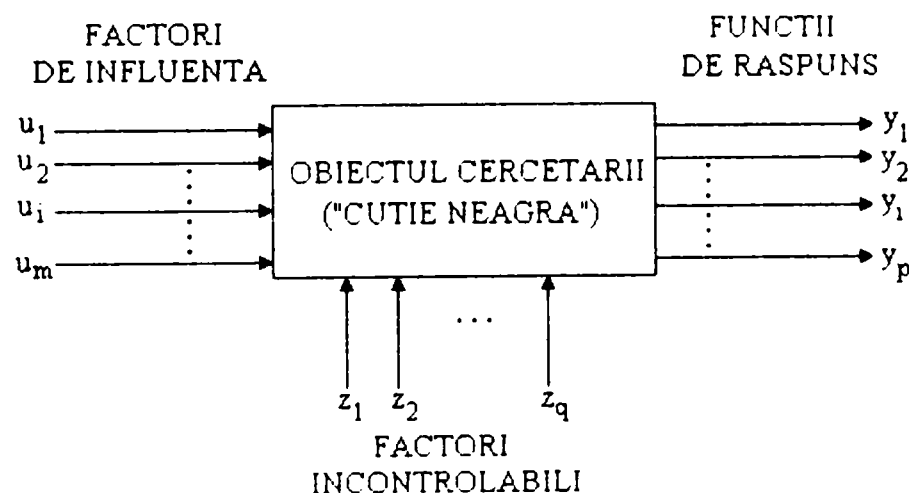 FACTORI
DE INFLUENTA
FUNCTII
DE RASPUNS
u1
u2
ui
um
OBIECTUL CERCETARII
("CUTIE NEAGRA")
y1
y2
yi
yp
...
z1 z2 zq
FACTORI
INCONTROLABILI